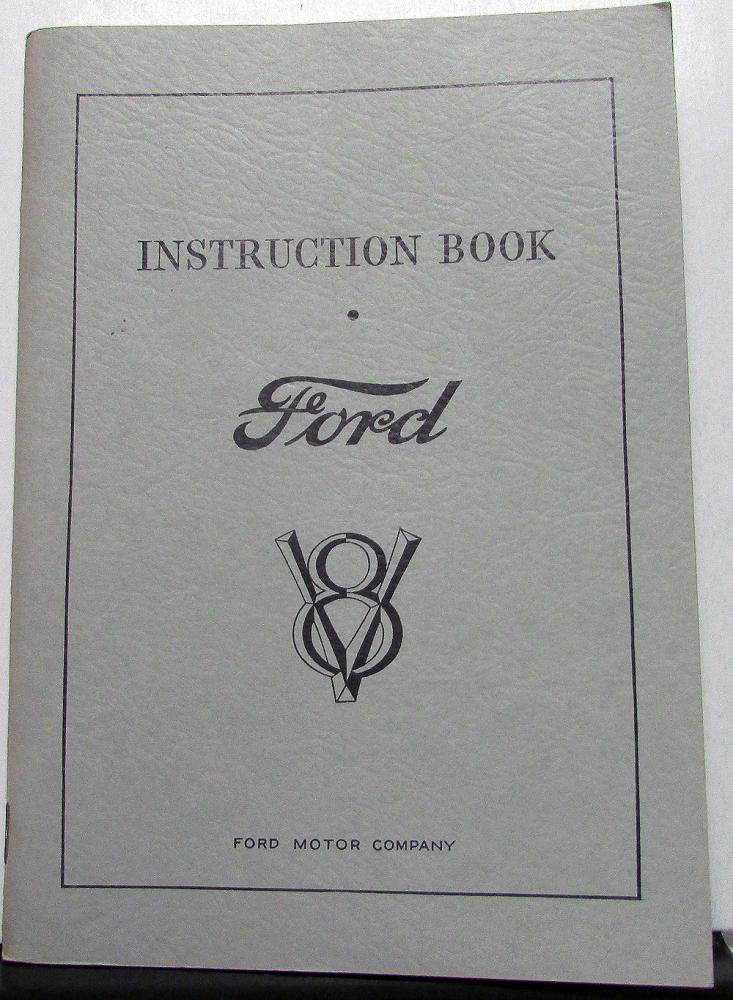 INSTRUCTION BOOK
•
Ford
V8
FORD MOTOR COMPANY